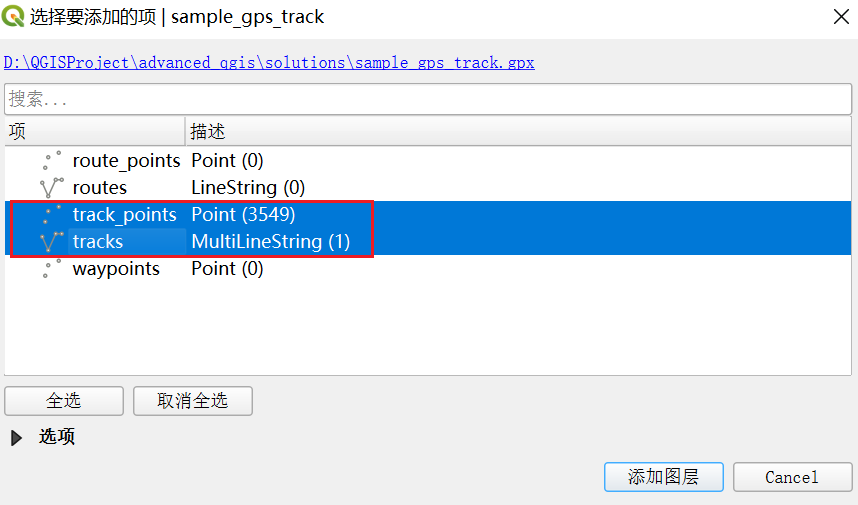 选择要添加的项 | sample_gps_track
D:\QGISProject\advanced_qgis\solutions\sample_gps_track.gpx
搜索...
项 描述
route_points Point (0)
routes LineString (0)
track_points Point (3549)
tracks MultiLineString (1)
waypoints Point (0)
全选 取消全选
选项
添加图层 Cancel